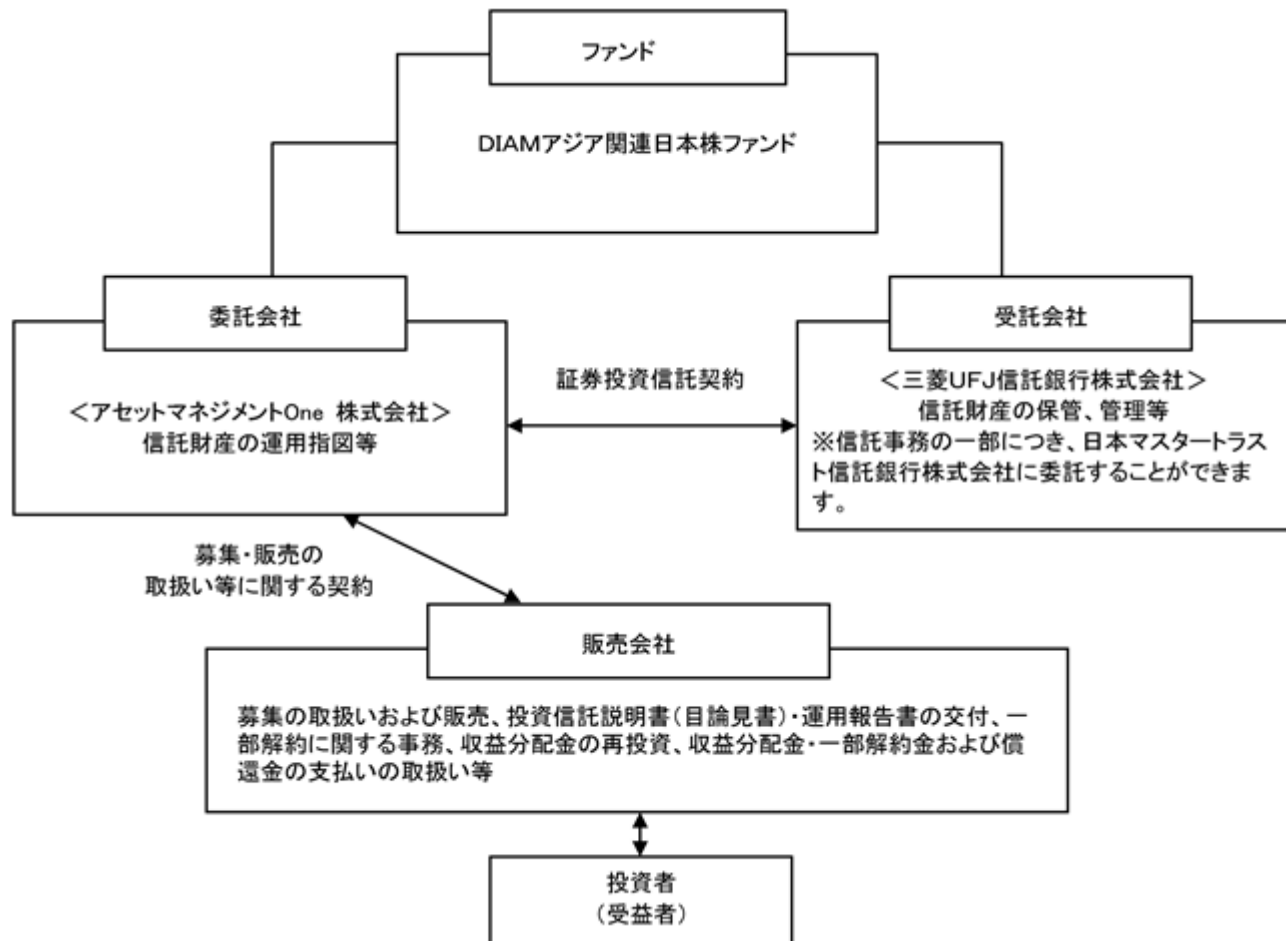 ファンド
DIAMアジア関連日本株ファンド
委託会社
＜アセットマネジメントOne 株式会社＞
信託財産の運用指図等
証券投資信託契約
受託会社
＜三菱UFJ信託銀行株式会社＞
信託財産の保管、管理等
※信託事務の一部につき、日本マスタートラス
ト信託銀行株式会社に委託することができま
す。
募集・販売の
取扱い等に関する契約
販売会社
募集の取扱いおよび販売、投資信託説明書（目論見書）・運用報告書の交付、一
部解約に関する事務、収益分配金の再投資、収益分配金・一部解約金および償
還金の支払いの取扱い等
投資者
（受益者）